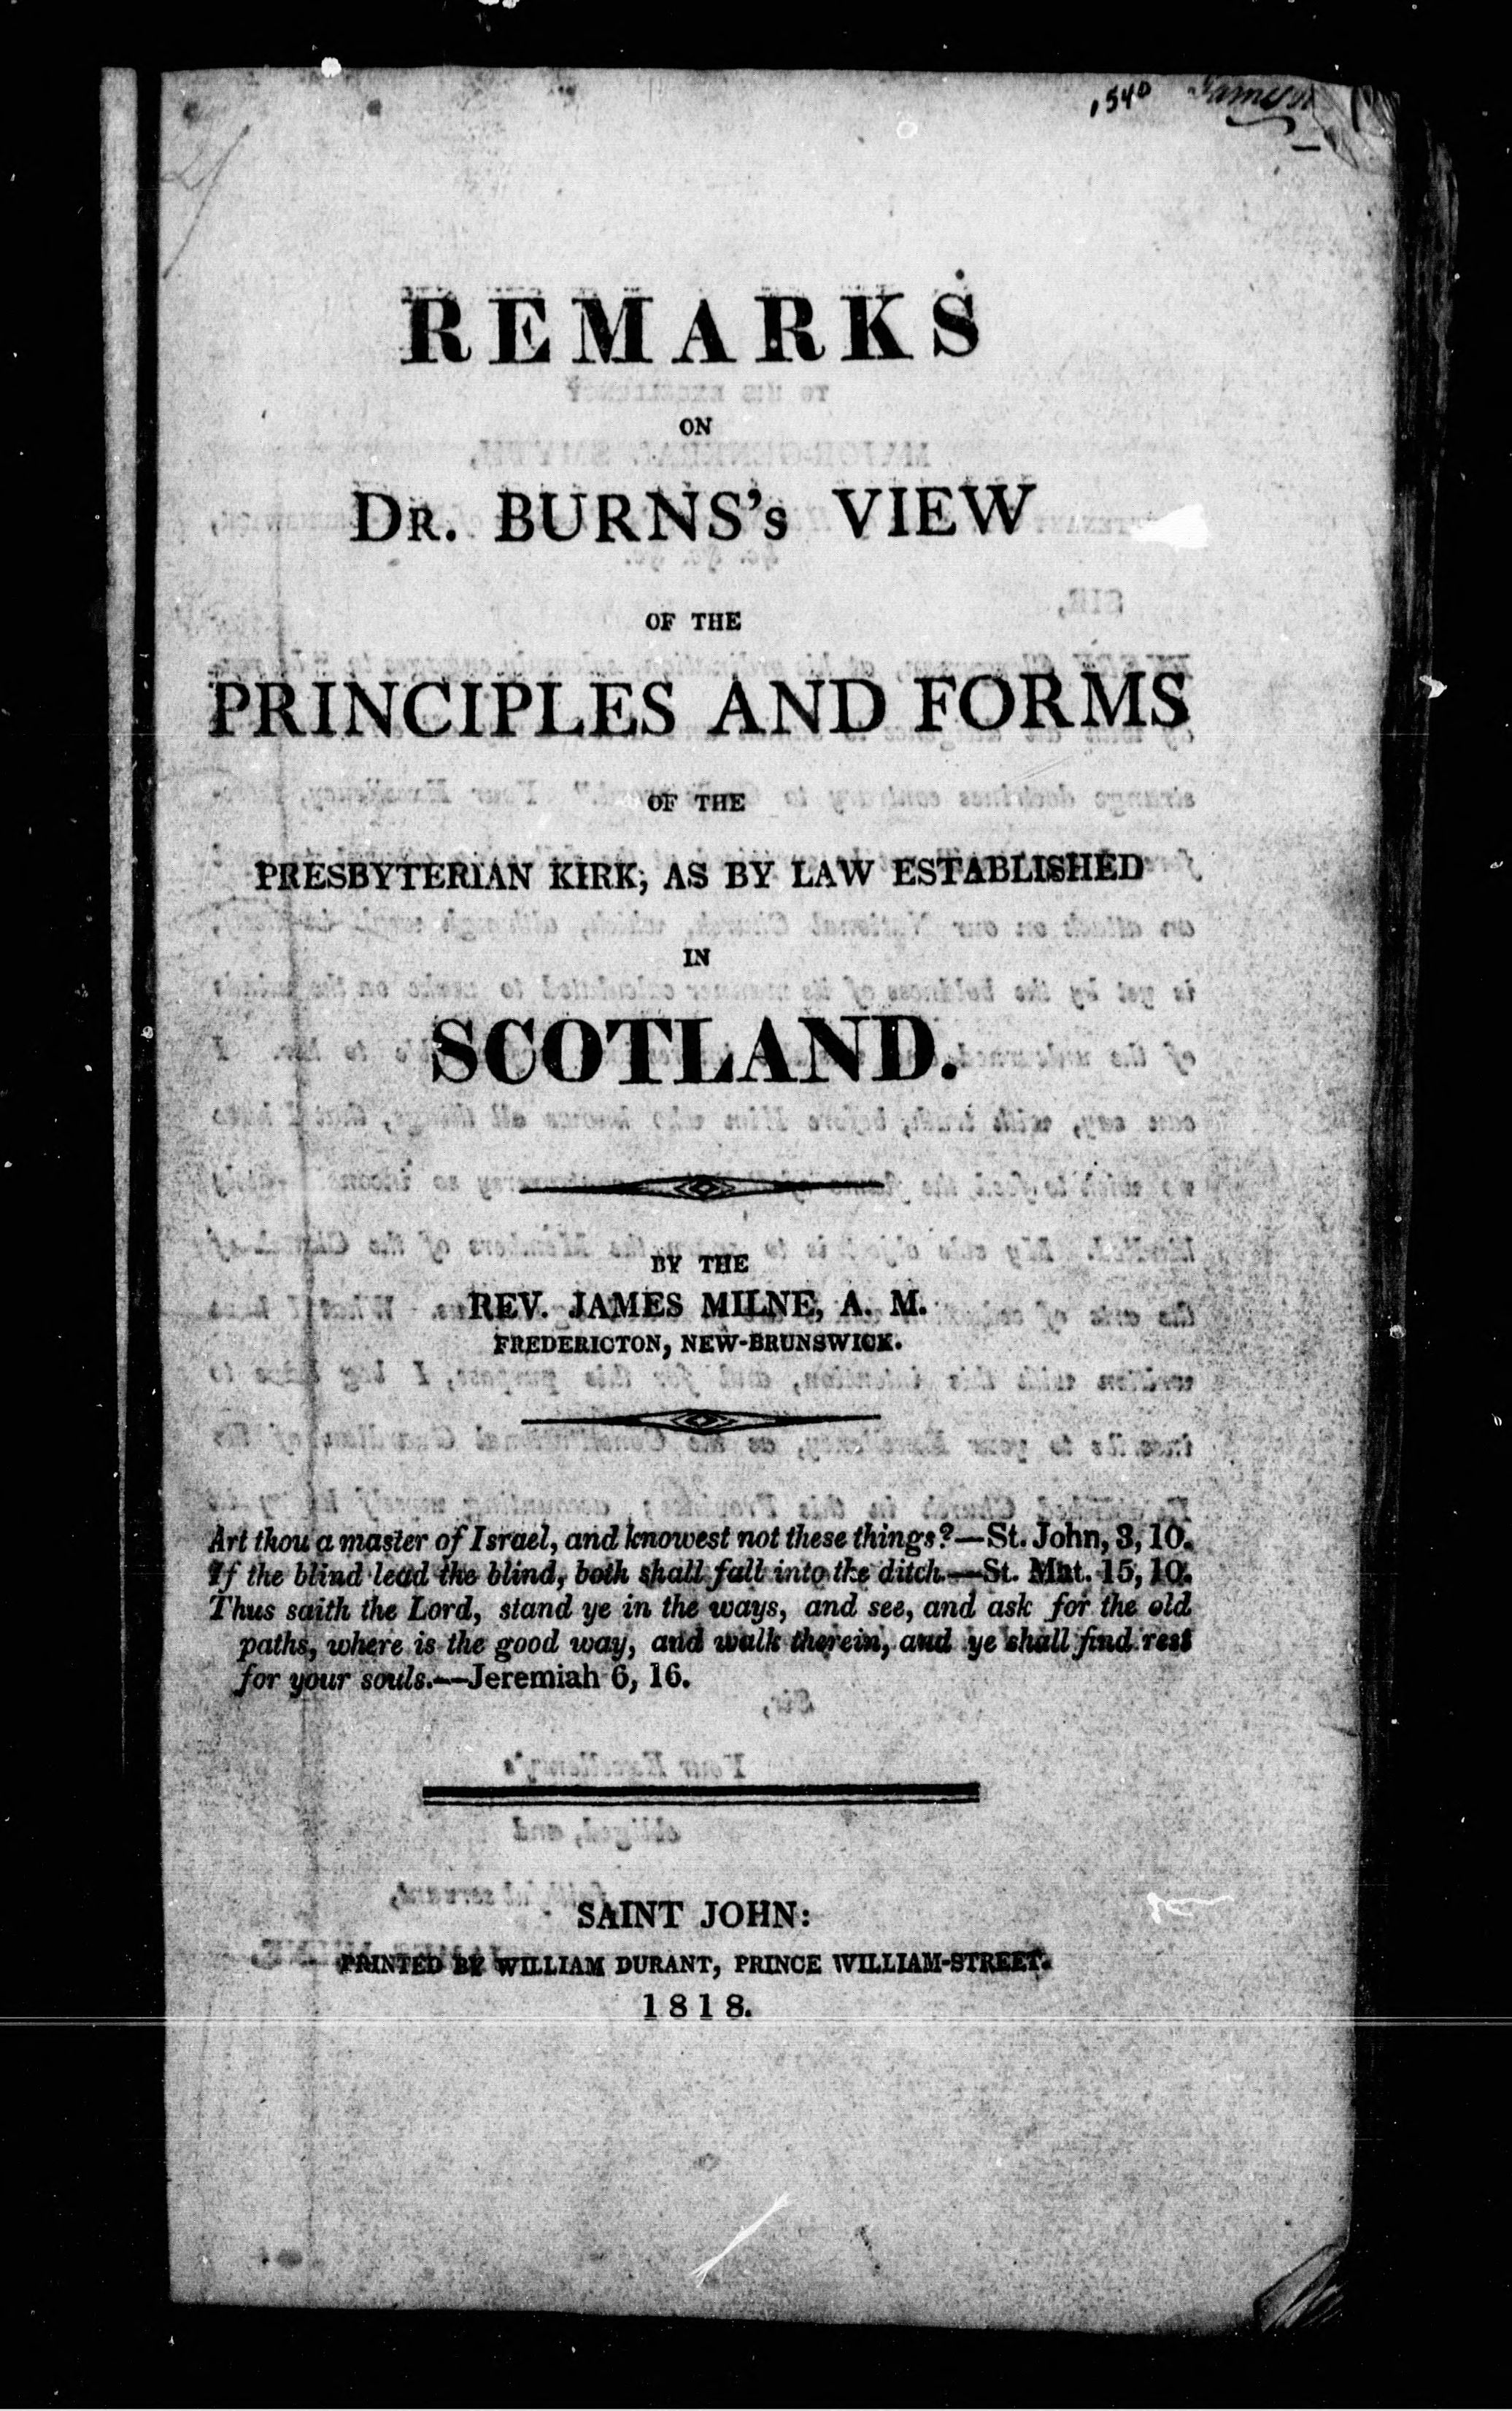 REMARKS
ON
DR. BURNS's VIEW
OF THE
PRINCIPLES AND FORMS
OF THE
PRESBYTERIAN KIRK, AS BY LAW ESTABLISHED
IN
SCOTLAND.
BY THE
REV. JAMES MILNE, A. M.
FREDERICTON, NEW-BRUNSWICK.
Art thou a master of Israel, and knowest not these things?—St. John, 3, 10.
If the blind lead the blind, both shall fall into the ditch.—St. Mat. 15, 10.
Thus saith the Lord, stand ye in the ways, and see, and ask for the old
paths, where is the good way, and walk therein, and ye shall find rest
for your souls.—Jeremiah 6, 16.
SAINT JOHN:
PRINTED BY WILLIAM DURANT, PRINCE WILLIAM-STREET.
1818.